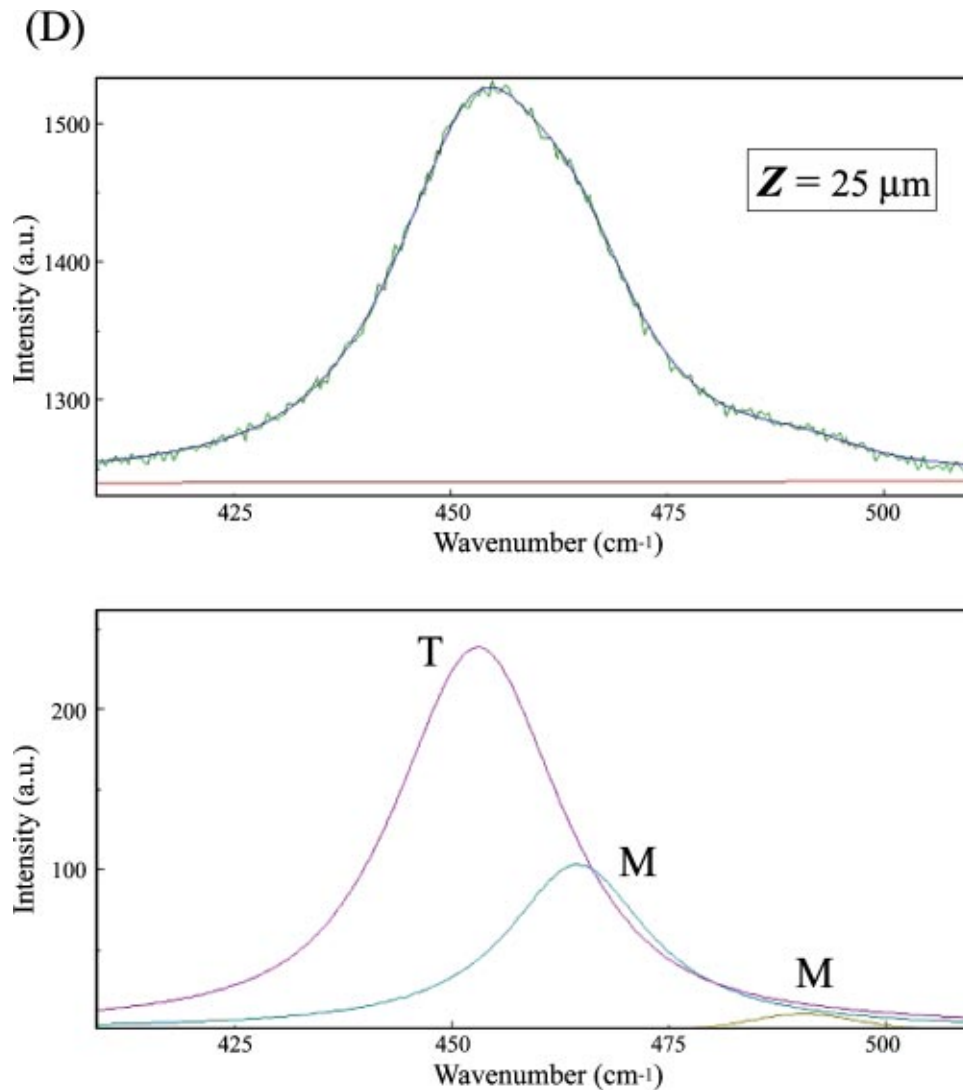 (D)
1500
1400
1300
Intensity (a.u.)
Z = 25 μm
425
450
475
500
Wavenumber (cm-1)
200
100
Intensity (a.u.)
T
M
M
425
450
475
500
Wavenumber (cm-1)